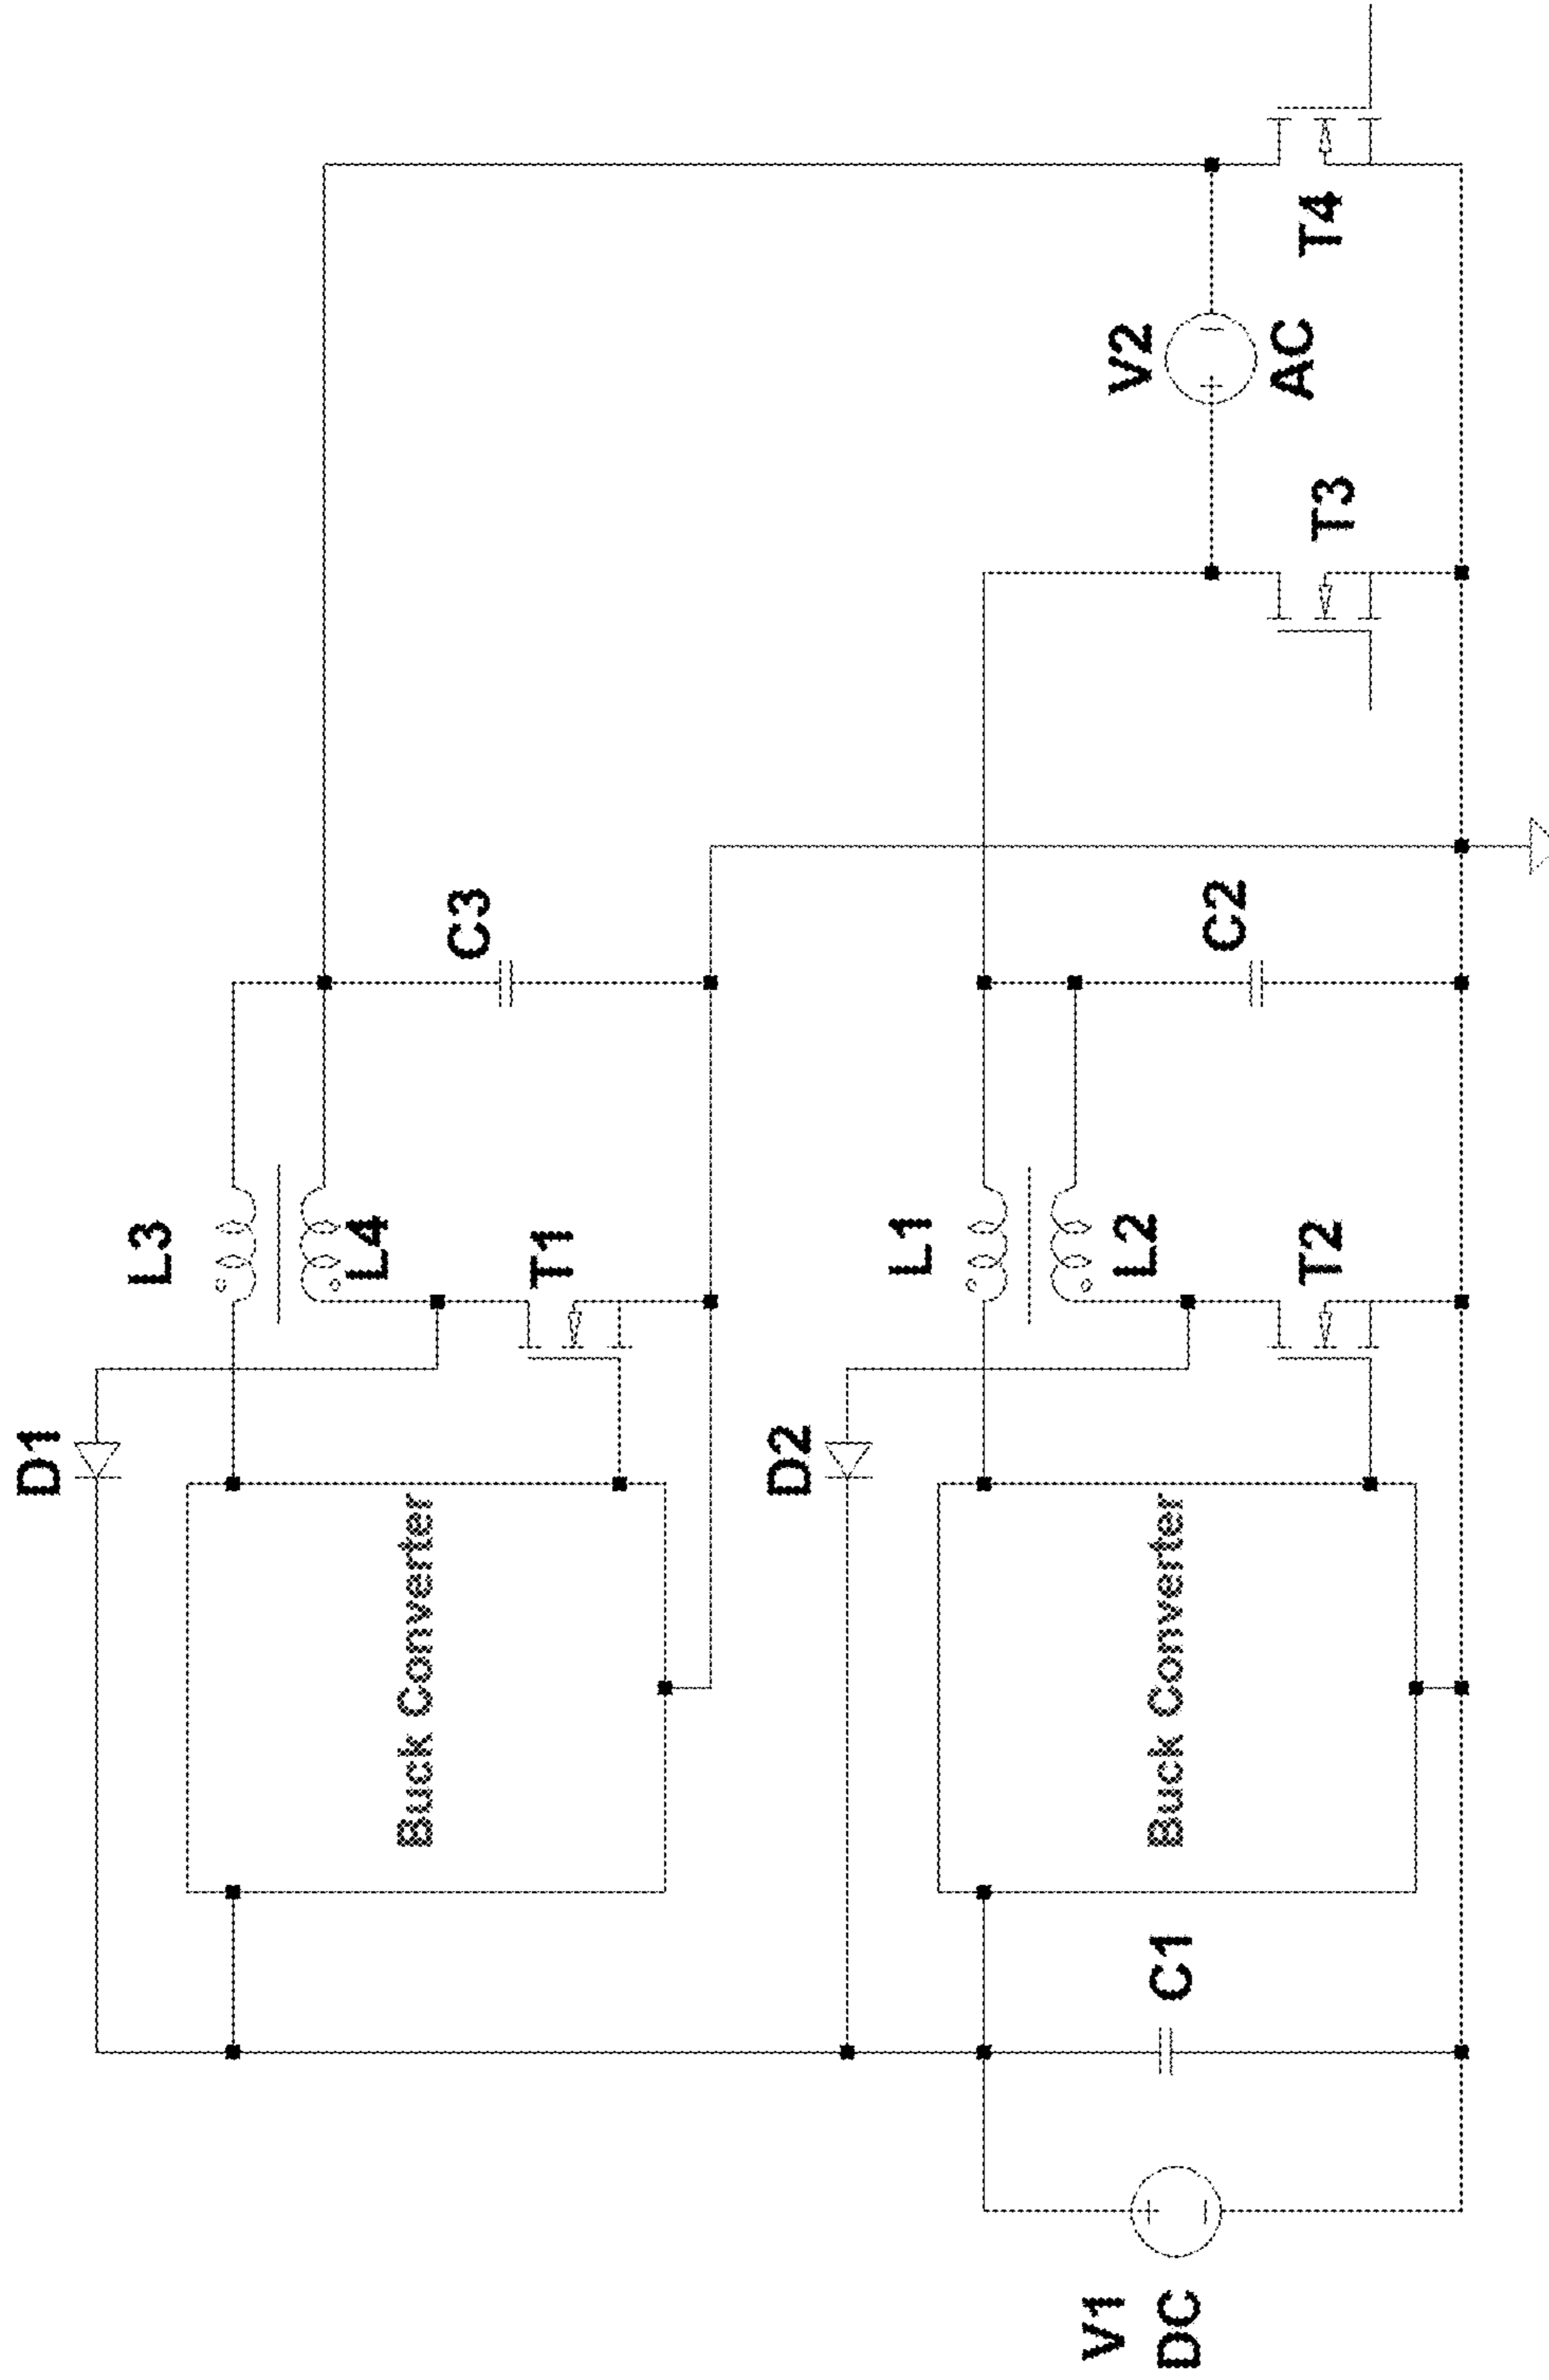 D1
L3
L4
T1
C3
Buck Converter
D2
L1
L2
T2
C2
Buck Converter
C1
V1
DC
V2
AC
T3
T4